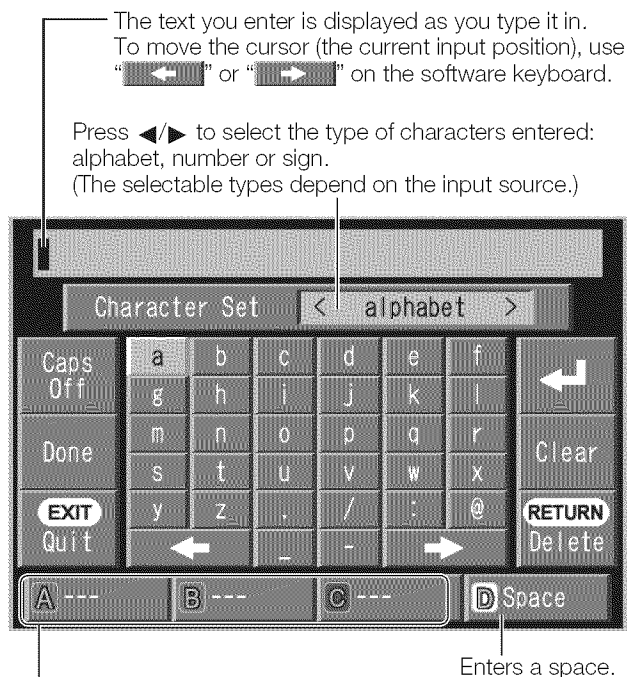 The text you enter is displayed as you type it in.
To move the cursor (the current input position), use
“←” or “→” on the software keyboard.
Press ◀/▶ to select the type of characters entered:
alphabet, number or sign.
(The selectable types depend on the input source.)
Character Set < alphabet >
Caps Off
a b c d e f
g h i j k l
Done
m n o p q r
Clear
s t u v w x
EXIT Quit
y z . / : @
RETURN Delete
← _ - →
A --- B --- C --- D Space
Enters a space.